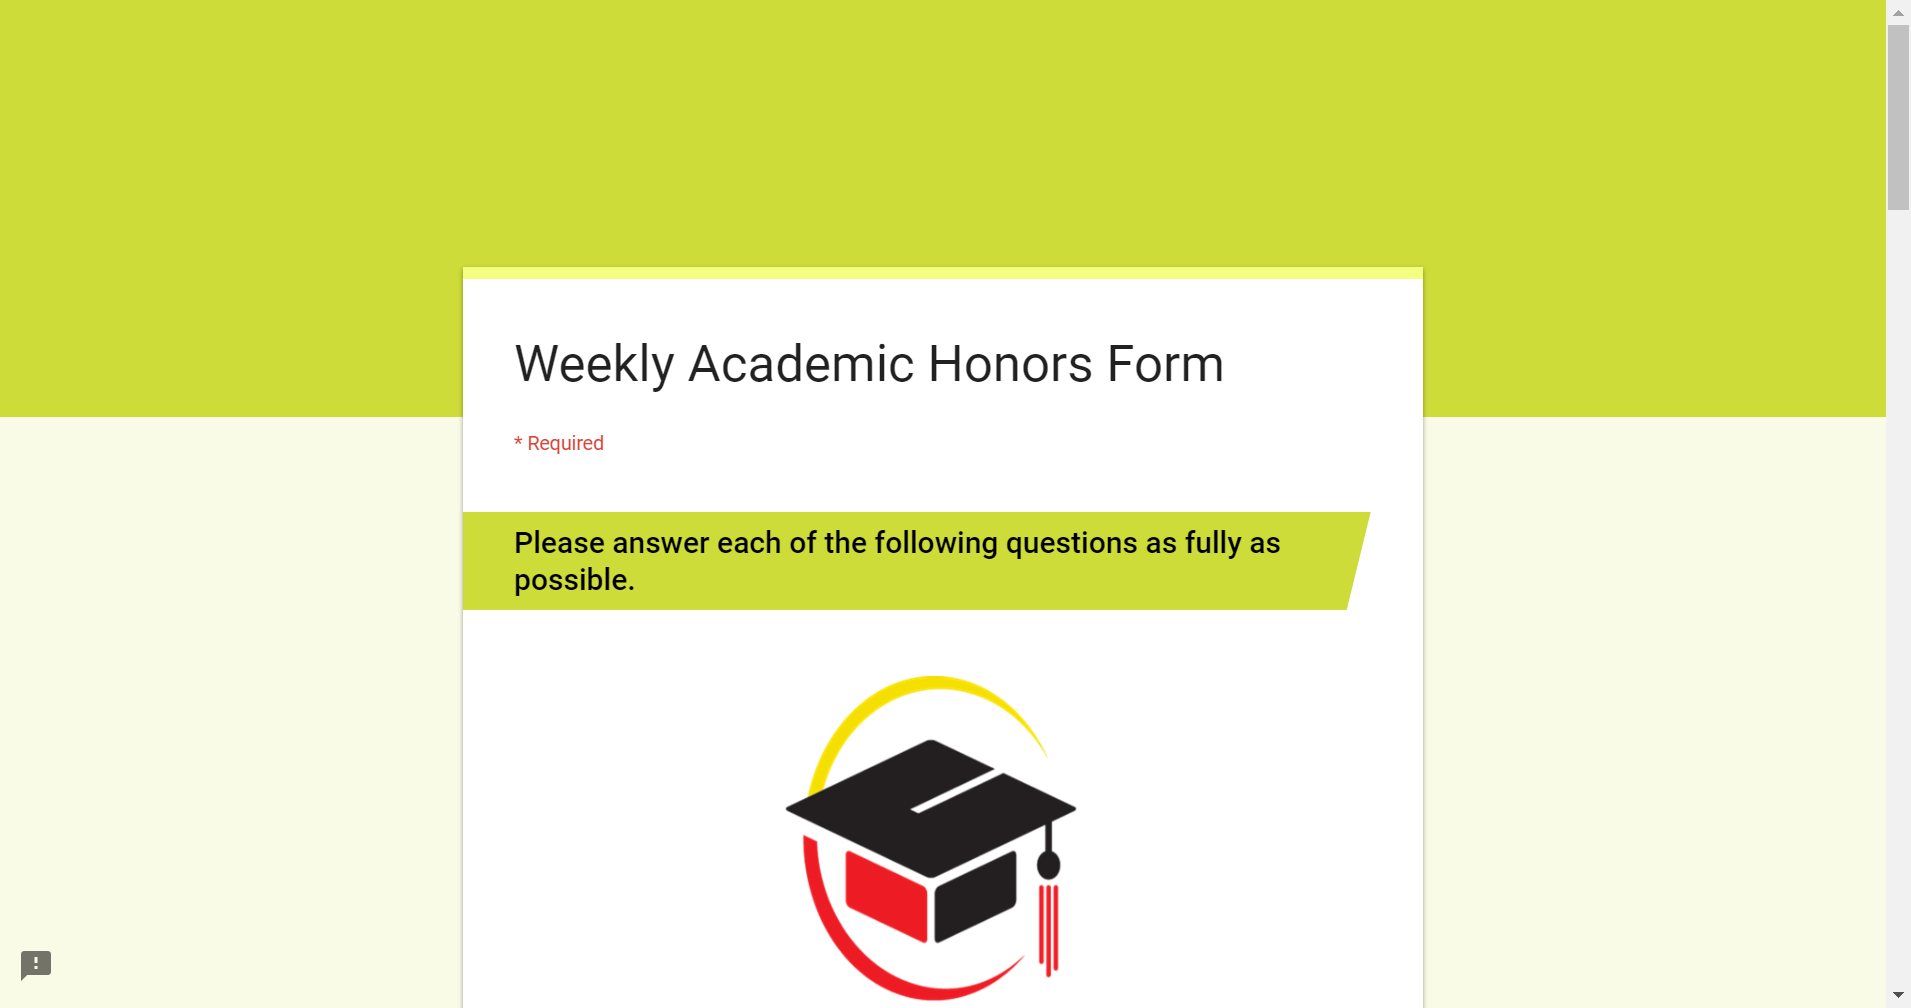 Weekly Academic Honors Form
* Required
Please answer each of the following questions as fully as
possible.